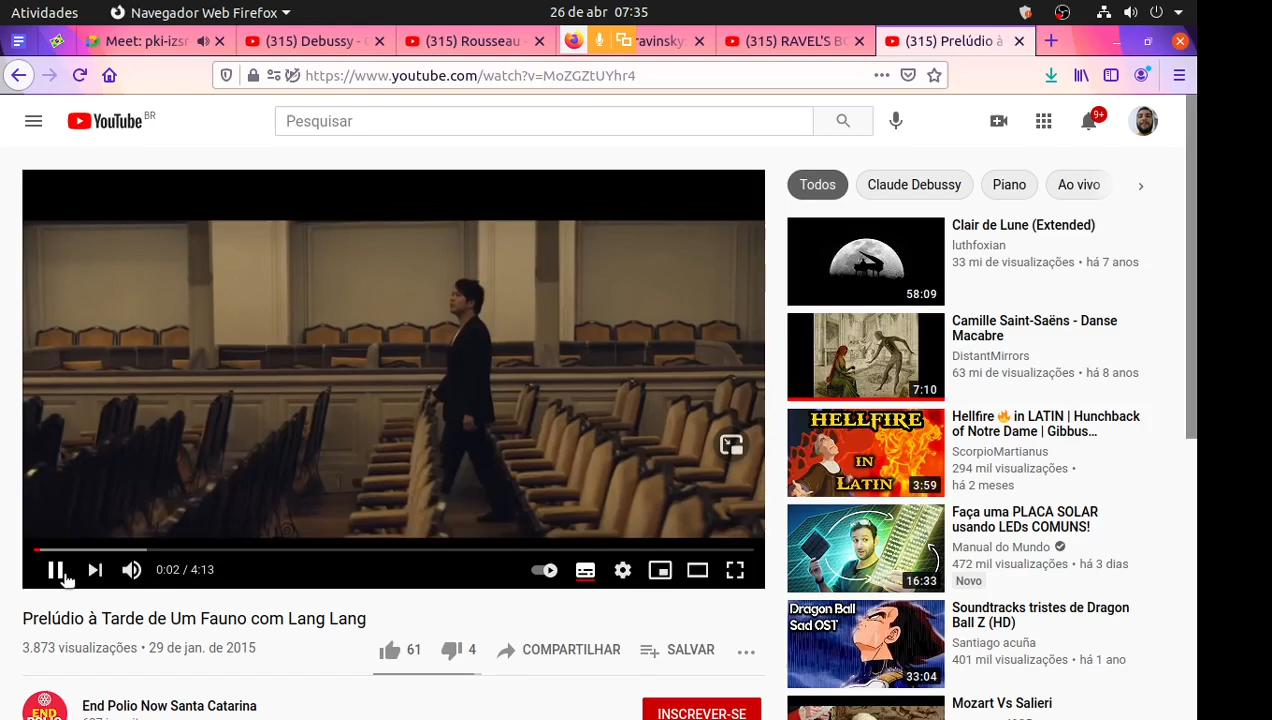 Atividades
Navegador Web Firefox
26 de abr 07:35
Meet: pki-izsr
(315) Debussy - C
(315) Rousseau -
ravinsky:
(315) RAVEL'S BO
(315) Prelúdio à
https://www.youtube.com/watch?v=MoZGZtUYhr4
YouTube BR
Pesquisar
9+
Todos
Claude Debussy
Piano
Ao vivo
Clair de Lune (Extended)
luthfoxian
33 mi de visualizações • há 7 anos
58:09
Camille Saint-Saëns - Danse
Macabre
DistantMirrors
63 mi de visualizações • há 8 anos
7:10
HELLFIRE
IN
LATIN
3:59
Hellfire 🔥 in LATIN | Hunchback
of Notre Dame | Gibbus...
ScorpioMartianus
294 mil visualizações •
há 2 meses
Faça uma PLACA SOLAR
usando LEDs COMUNS!
Manual do Mundo
472 mil visualizações • há 3 dias
Novo
16:33
Dragon Ball
Sad OST
33:04
Soundtracks tristes de Dragon
Ball Z (HD)
Santiago acuña
401 mil visualizações • há 1 ano
Mozart Vs Salieri
0:02 / 4:13
Prelúdio à Tarde de Um Fauno com Lang Lang
3.873 visualizações • 29 de jan. de 2015
61
4
COMPARTILHAR
SALVAR
END
POLIO
End Polio Now Santa Catarina
INSCREVER-SE